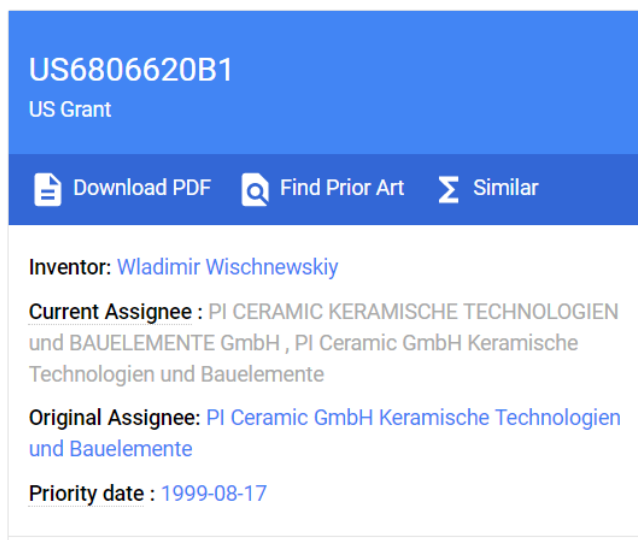 US6806620B1
US Grant
Download PDF Find Prior Art Similar
Inventor: Wladimir Wischnewskiy
Current Assignee : PI CERAMIC KERAMISCHE TECHNOLOGIEN
und BAUELEMENTE GmbH , PI Ceramic GmbH Keramische
Technologien und Bauelemente
Original Assignee: PI Ceramic GmbH Keramische Technologien
und Bauelemente
Priority date : 1999-08-17